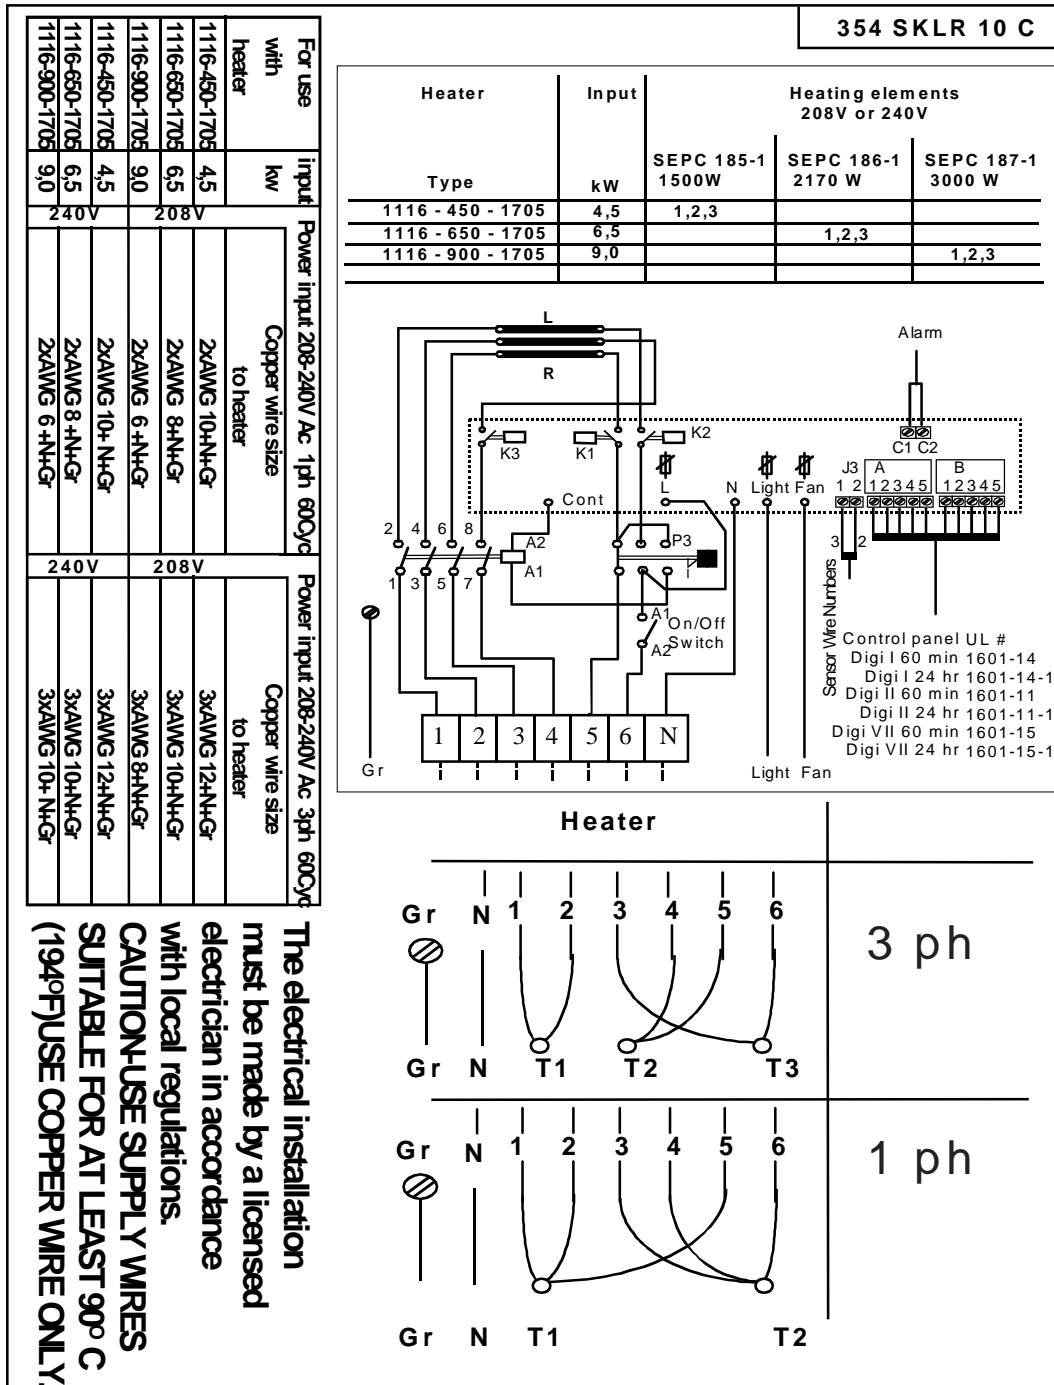 354 SKLR 10 C
Heater Input Heating elements
208V or 240V
SEPC 185-1 SEPC 186-1 SEPC 187-1
Type kW 1500W 2170 W 3000 W
1116 - 450 - 1705 4,5 1,2,3
1116 - 650 - 1705 6,5 1,2,3
1116 - 900 - 1705 9,0 1,2,3
For use with heater input kw Power input 208-240V Ac 1ph 60Cyc Copper wire size to heater Power input 208-240V Ac 3ph 60Cyc Copper wire size to heater
208V 208V
1116-450-1705 4,5 2xAWG 10+N+Gr 3xAWG 12+N+Gr
1116-650-1705 6,5 2xAWG 8+N+Gr 3xAWG 10+N+Gr
1116-900-1705 9,0 2xAWG 6+N+Gr 3xAWG 8+N+Gr
240V 240V
1116-450-1705 4,5 2xAWG 10+ N+Gr 3xAWG 12+N+Gr
1116-650-1705 6,5 2xAWG 8 +N+Gr 3xAWG 10+N+Gr
1116-900-1705 9,0 2xAWG 6 +N+Gr 3xAWG 10+ N+Gr
The electrical installation
must be made by a licensed
electrician in accordance
with local regulations.
CAUTION-USE SUPPLY WIRES
SUITABLE FOR AT LEAST 90º C
(194ºF)USE COPPER WIRE ONLY.
L
R
Alarm
C1 C2
K3 K1 K2
J3 A B
1 2 1 2 3 4 5 1 2 3 4 5
Cont L N Light Fan
2 4 6 8 A2 P3
3 2
1 3 5 7 A1 i
A1
On/Off
Switch
A2
Sensor Wire Numbers
Control panel UL #
Digi I 60 min 1601-14
Digi I 24 hr 1601-14-1
Digi II 60 min 1601-11
Digi II 24 hr 1601-11-1
Digi VII 60 min 1601-15
Digi VII 24 hr 1601-15-1
1 2 3 4 5 6 N
Gr Light Fan
Heater
Gr N 1 2 3 4 5 6
3 ph
Gr N T1 T2 T3
Gr N 1 2 3 4 5 6
1 ph
Gr N T1 T2